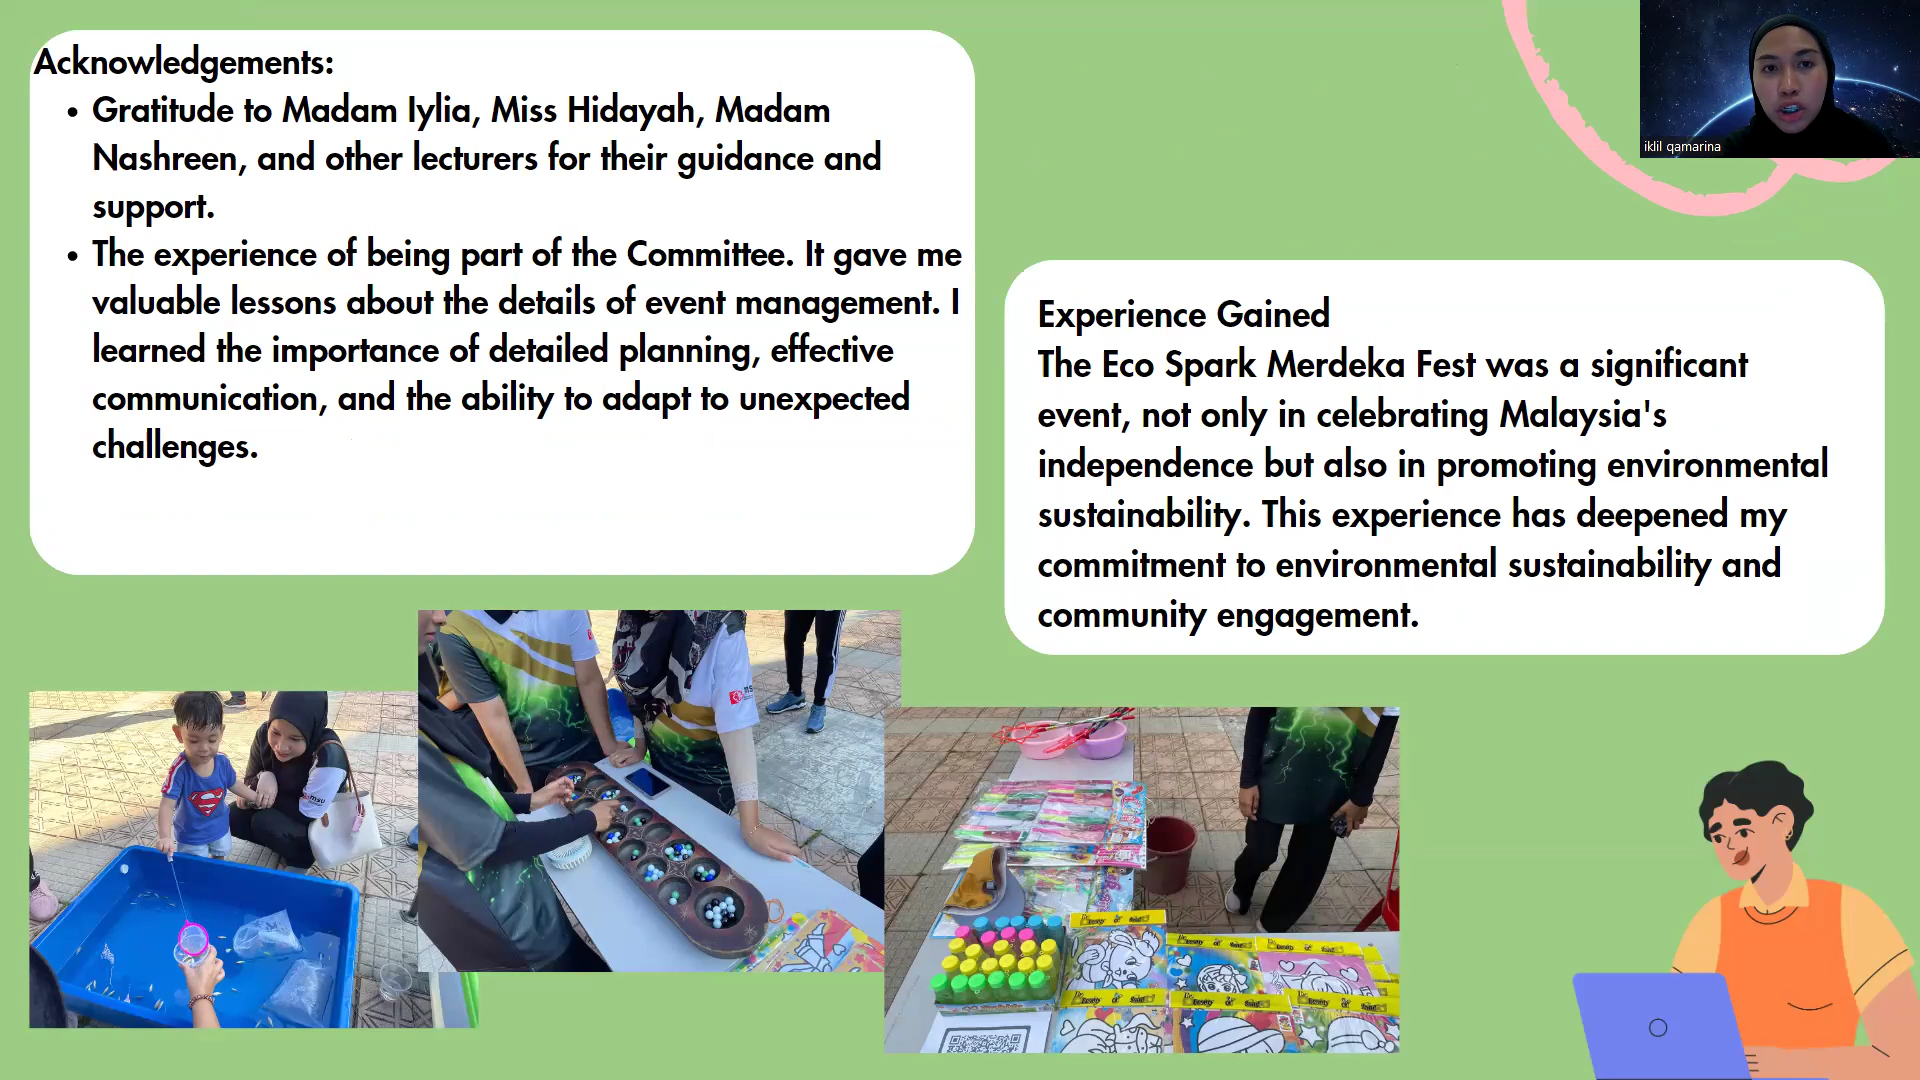 Acknowledgements:
• Gratitude to Madam Iylia, Miss Hidayah, Madam
Nashreen, and other lecturers for their guidance and
support.
• The experience of being part of the Committee. It gave me
valuable lessons about the details of event management. I
learned the importance of detailed planning, effective
communication, and the ability to adapt to unexpected
challenges.
iklil qamarina
Experience Gained
The Eco Spark Merdeka Fest was a significant
event, not only in celebrating Malaysia's
independence but also in promoting environmental
sustainability. This experience has deepened my
commitment to environmental sustainability and
community engagement.
msu